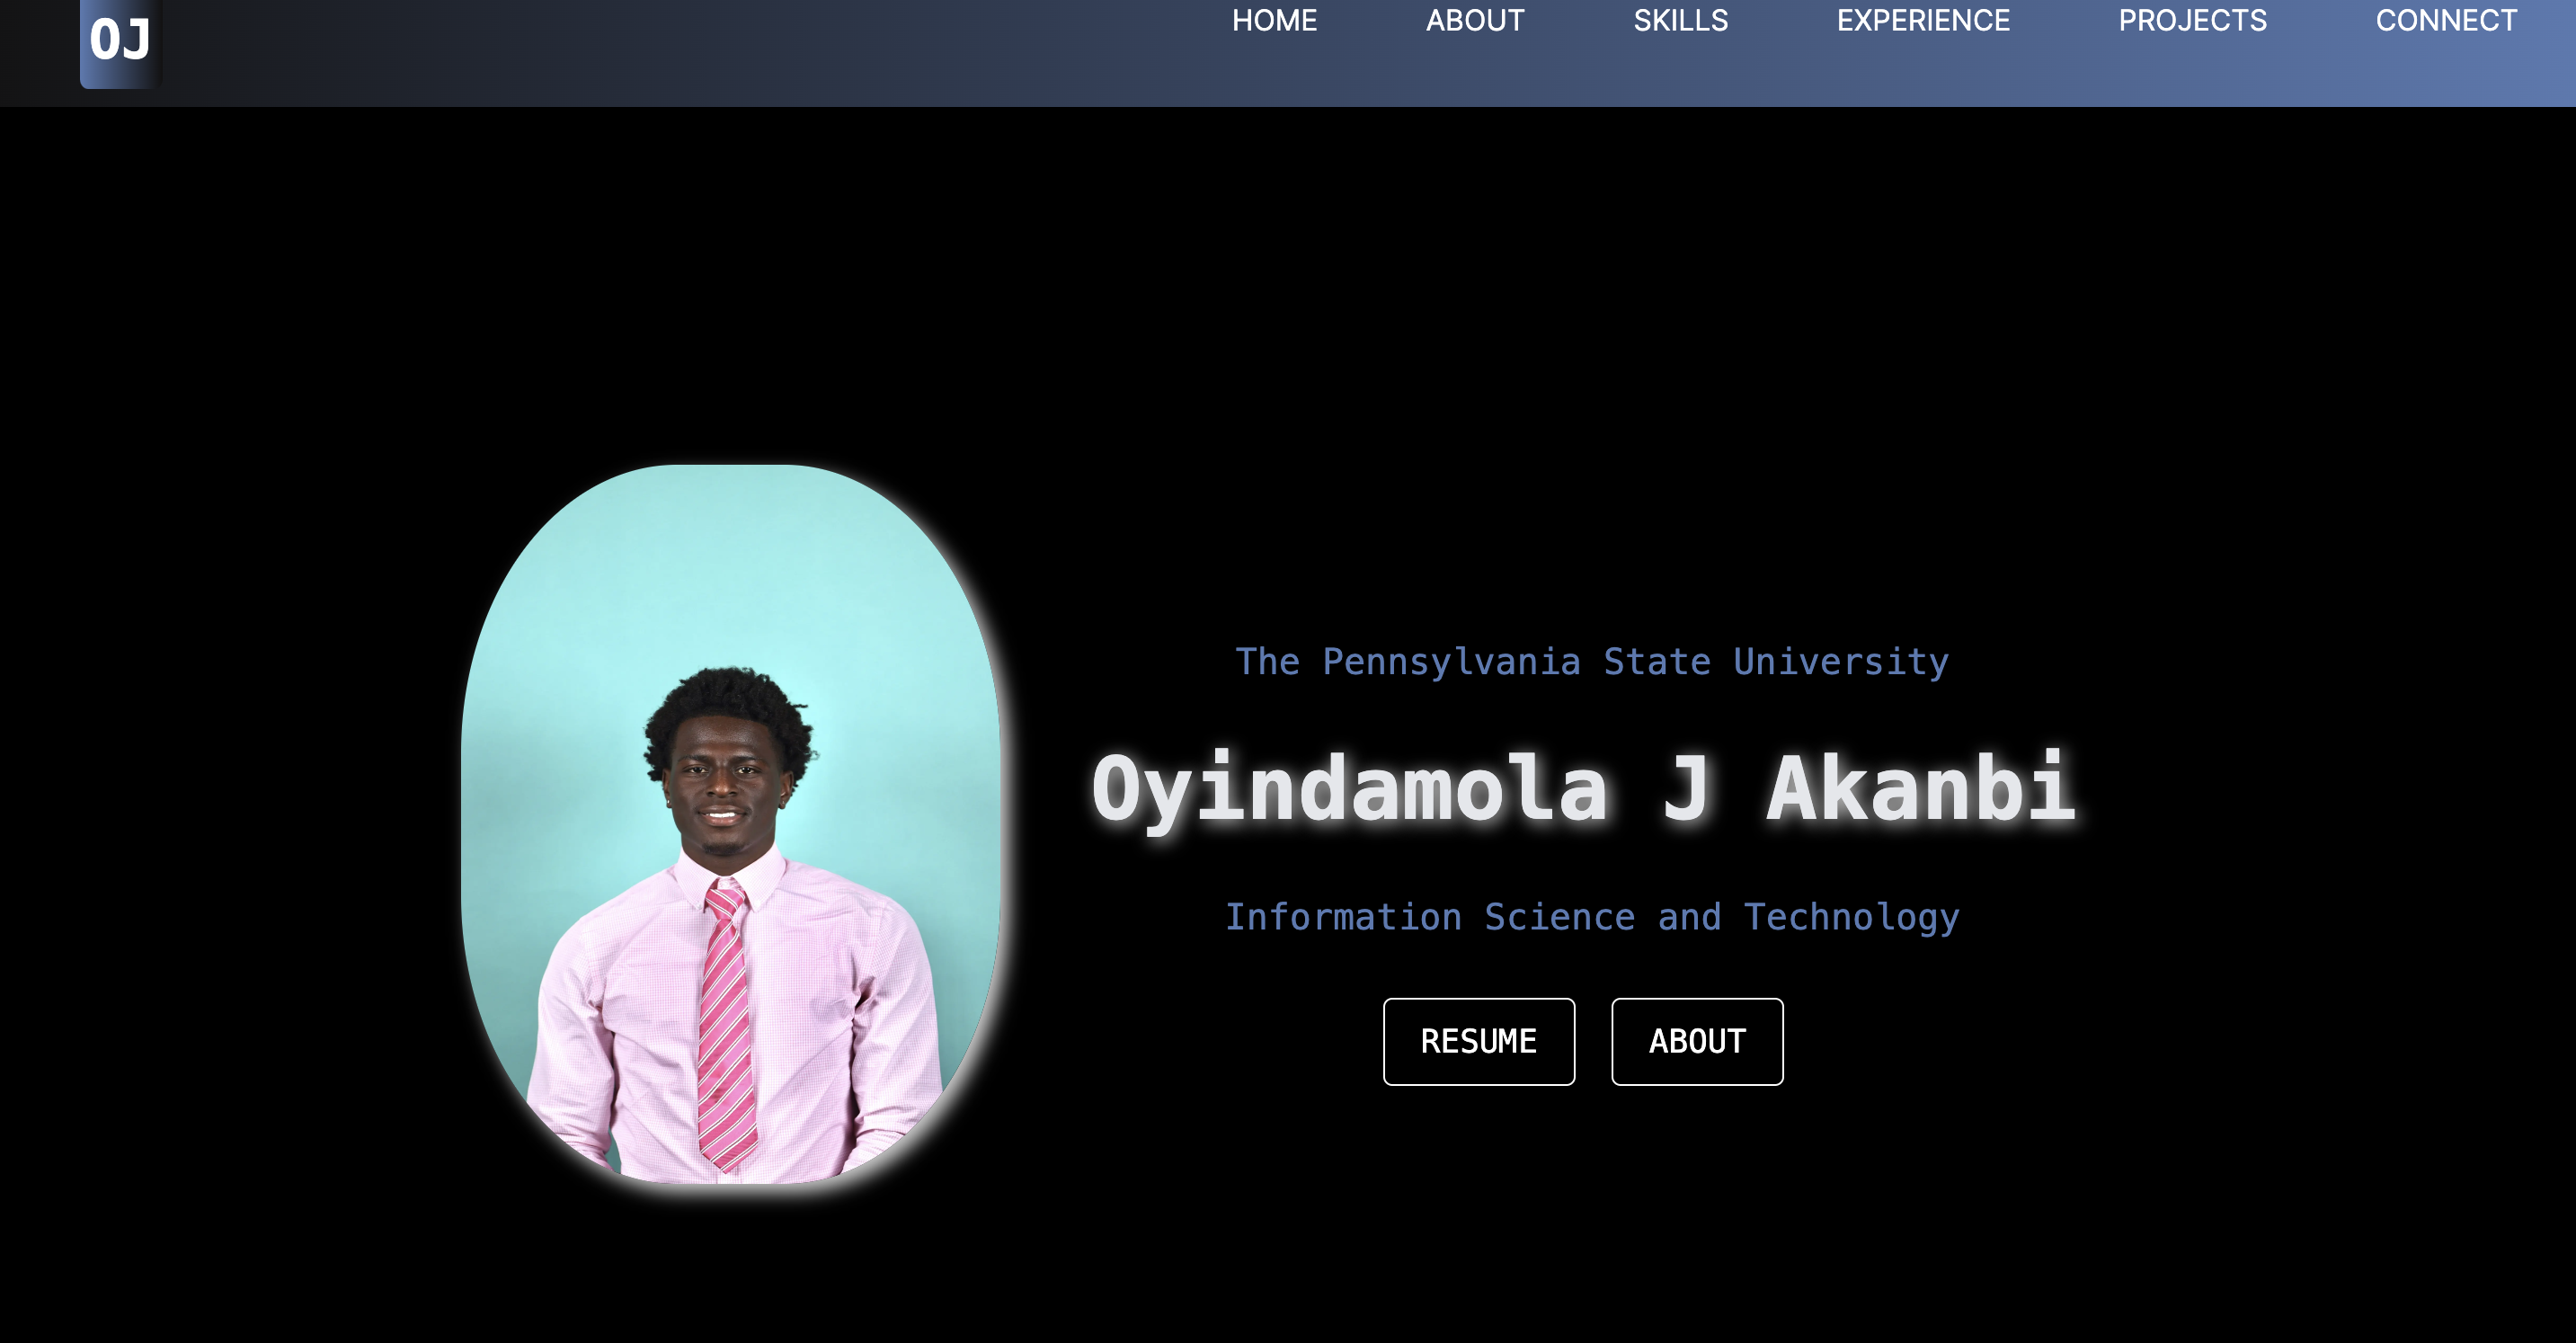 OJ
HOME ABOUT SKILLS EXPERIENCE PROJECTS CONNECT
The Pennsylvania State University
Oyindamola J Akanbi
Information Science and Technology
RESUME ABOUT